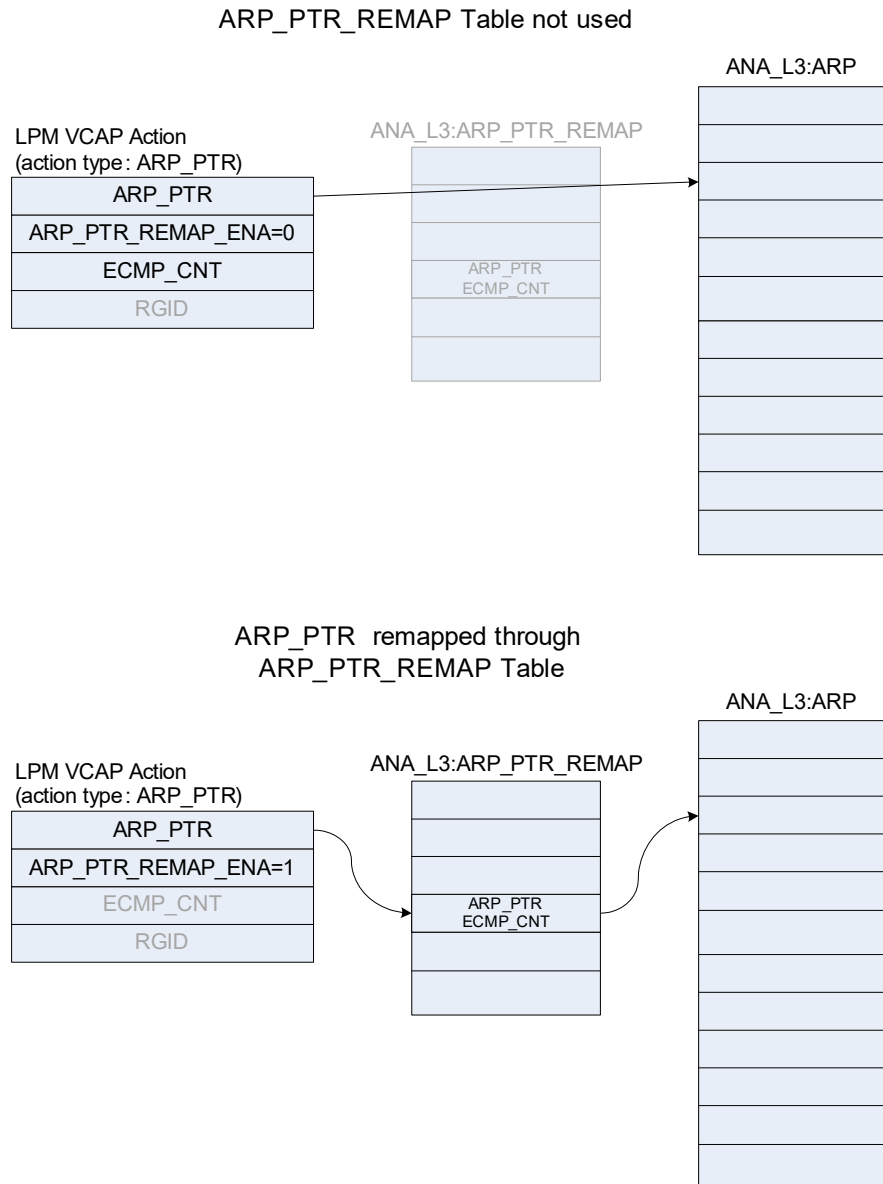 ARP_PTR_REMAP Table not used
ANA_L3:ARP
LPM VCAP Action
(action type: ARP_PTR)
ANA_L3:ARP_PTR_REMAP
ARP_PTR
ARP_PTR_REMAP_ENA=0
ECMP_CNT
RGID
ARP_PTR
ECMP_CNT
ARP_PTR remapped through
ARP_PTR_REMAP Table
ANA_L3:ARP
LPM VCAP Action
(action type: ARP_PTR)
ANA_L3:ARP_PTR_REMAP
ARP_PTR
ARP_PTR_REMAP_ENA=1
ECMP_CNT
RGID
ARP_PTR
ECMP_CNT